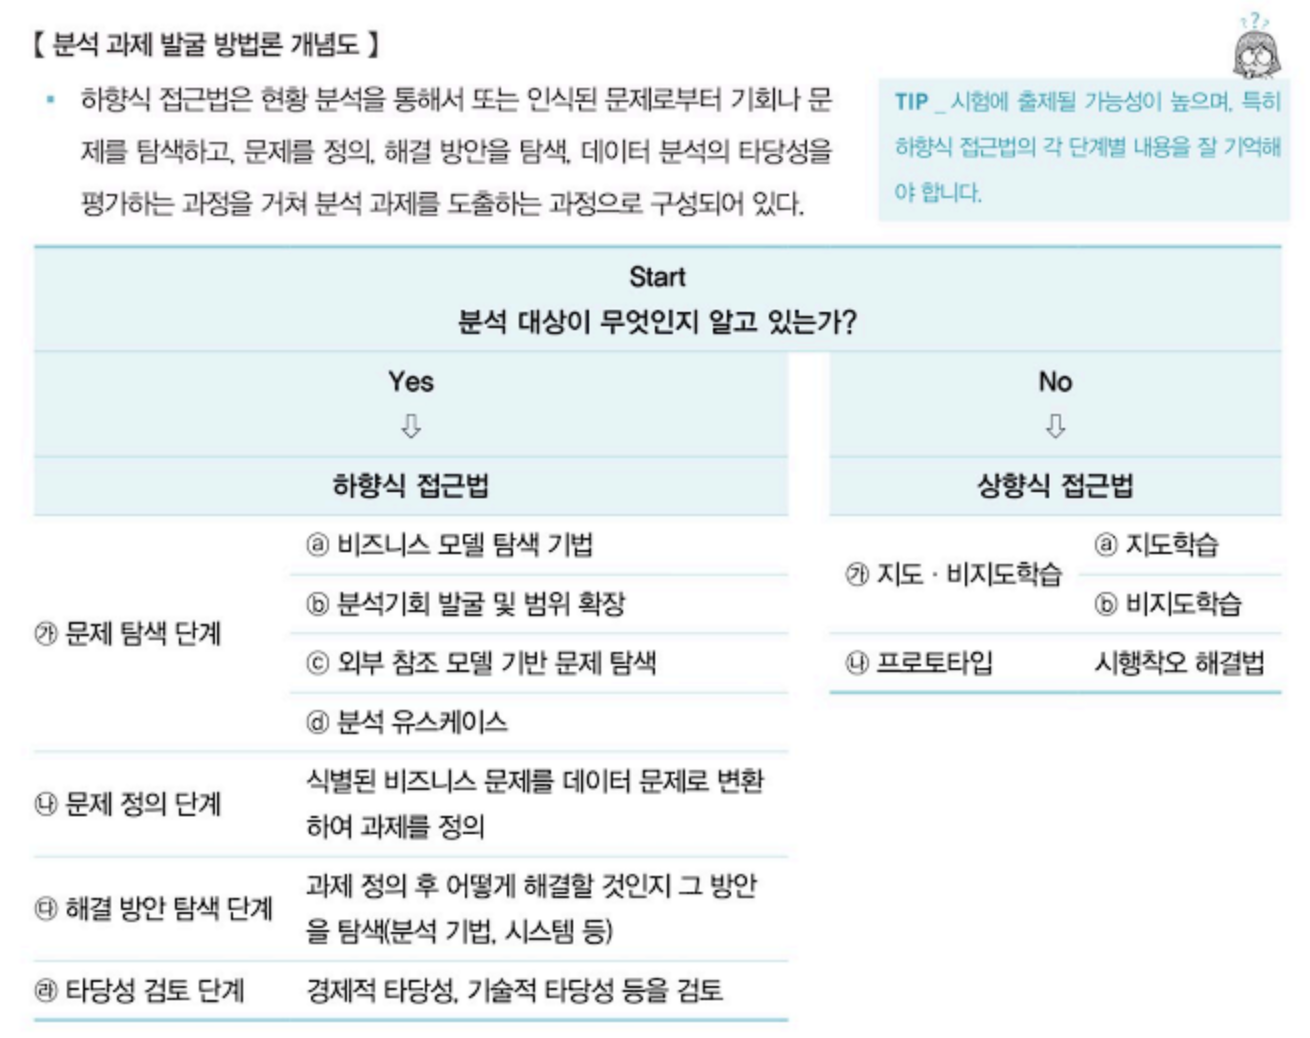 【 분석 과제 발굴 방법론 개념도 】
▪ 하향식 접근법은 현황 분석을 통해서 또는 인식된 문제로부터 기회나 문
제를 탐색하고, 문제를 정의, 해결 방안을 탐색, 데이터 분석의 타당성을
평가하는 과정을 거쳐 분석 과제를 도출하는 과정으로 구성되어 있다.
?
TIP _ 시험에 출제될 가능성이 높으며, 특히
하향식 접근법의 각 단계별 내용을 잘 기억해
야 합니다.
Start
분석 대상이 무엇인지 알고 있는가?
Yes
⇩
하향식 접근법
㉮ 문제 탐색 단계
ⓐ 비즈니스 모델 탐색 기법
ⓑ 분석기회 발굴 및 범위 확장
ⓒ 외부 참조 모델 기반 문제 탐색
ⓓ 분석 유스케이스
㉯ 문제 정의 단계
식별된 비즈니스 문제를 데이터 문제로 변환
하여 과제를 정의
㉰ 해결 방안 탐색 단계
과제 정의 후 어떻게 해결할 것인지 그 방안
을 탐색(분석 기법, 시스템 등)
㉱ 타당성 검토 단계
경제적 타당성, 기술적 타당성 등을 검토
No
⇩
상향식 접근법
㉮ 지도 · 비지도학습
ⓐ 지도학습
ⓑ 비지도학습
㉯ 프로토타입
시행착오 해결법